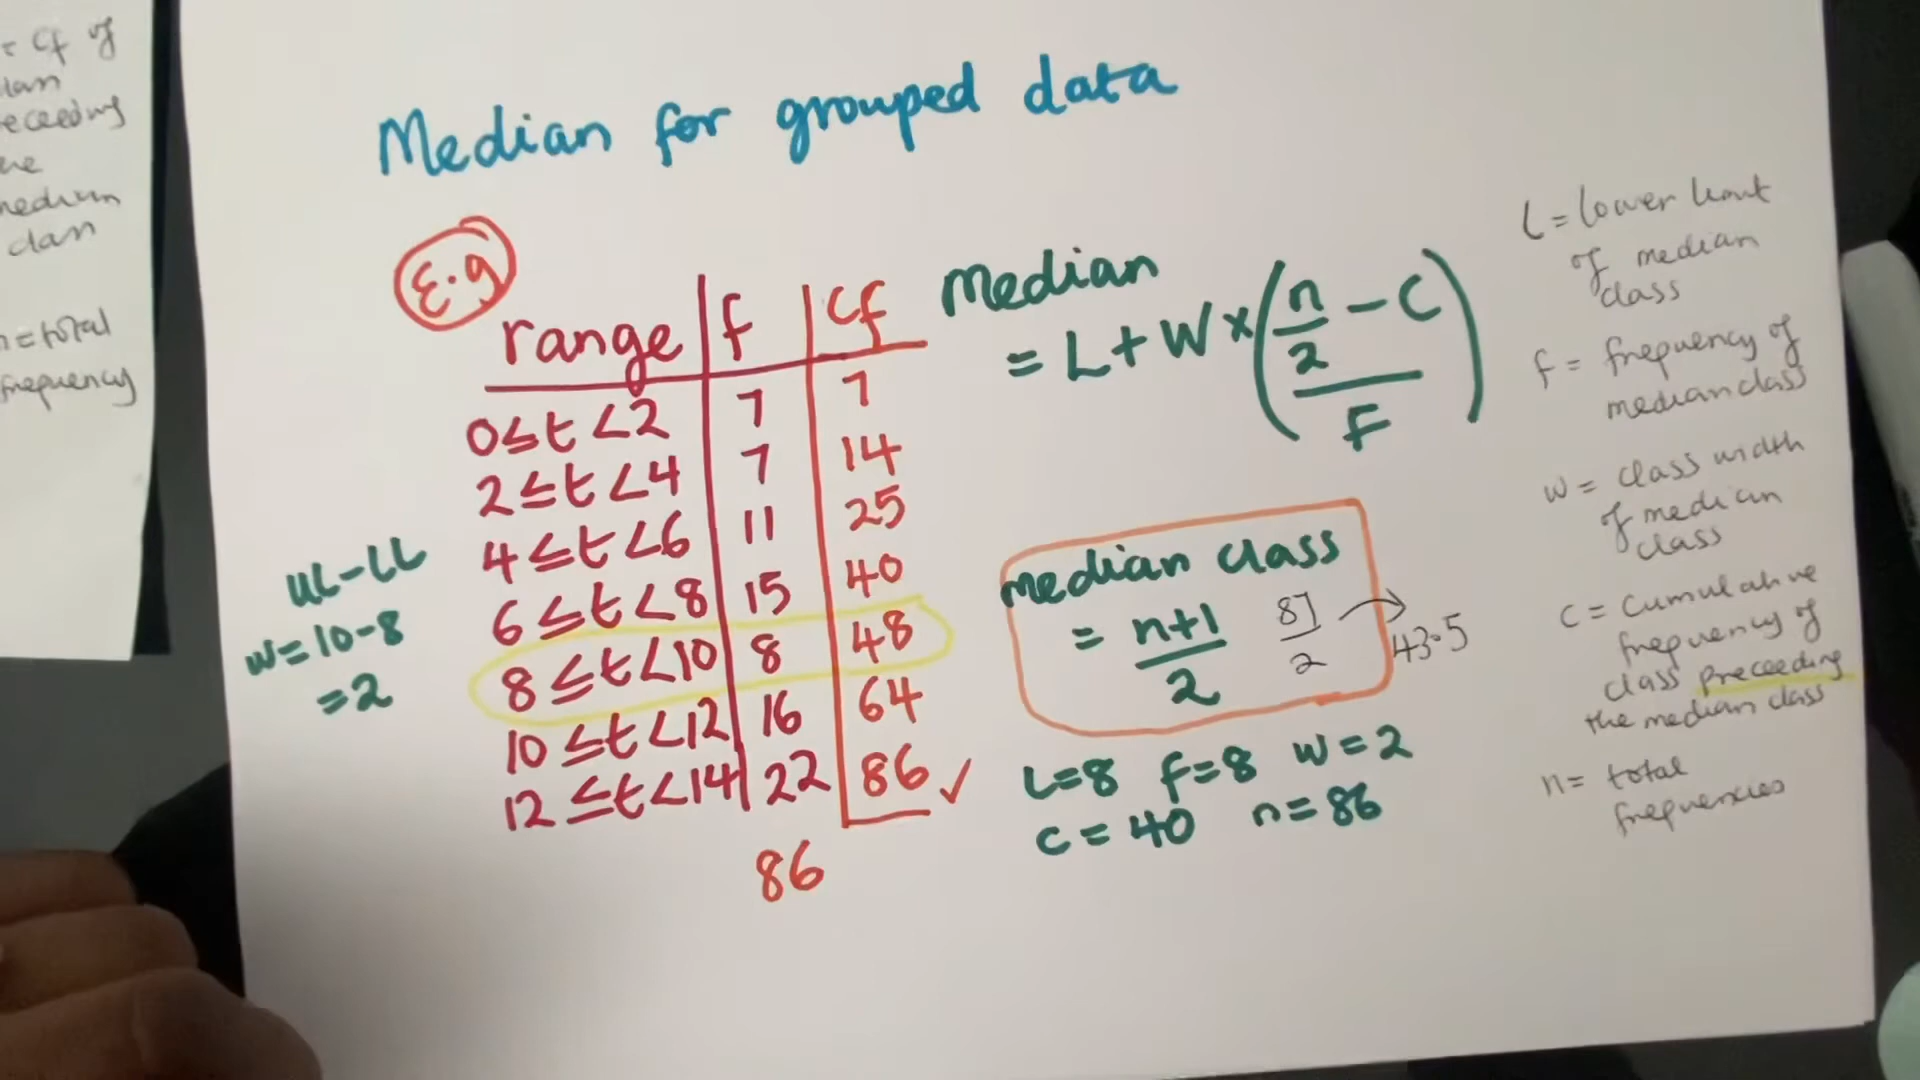 = cf of
preceeding
median
class
n = total
frequency
Median for grouped data
E.g
range f cf
0≤t<2 7 7
2≤t<4 7 14
4≤t<6 11 25
6≤t<8 15 40
8≤t<10 8 48
10≤t<12 16 64
12≤t<14 22 86 ✓
86
UL-LL
W=10-8
=2
Median
= L+W×(n/2 - C)/F
median class
= n+1/2 87/2 → 43.5
L=8 f=8 W=2
C=40 n=86
L = lower limit
of median
class
f = frequency of
median class
W = class width
of median
class
C = cumulative
frequency of
class preceeding
the median class
n = total
frequencies